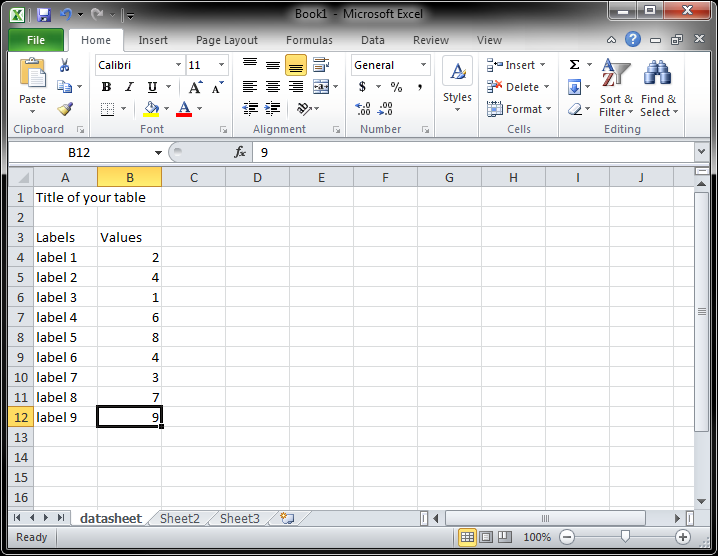 Book1 - Microsoft Excel
File Home Insert Page Layout Formulas Data Review View
Calibri 11 General Insert Σ
Paste B I U A A A $ % , Styles Delete Sort & Filter Find & Select
Format
Clipboard Font Alignment Number Cells Editing
B12 fx 9
A B C D E F G H I J
1 Title of your table
2
3 Labels Values
4 label 1 2
5 label 2 4
6 label 3 1
7 label 4 6
8 label 5 8
9 label 6 4
10 label 7 3
11 label 8 7
12 label 9 9
13
14
15
16
datasheet Sheet2 Sheet3
Ready 100%